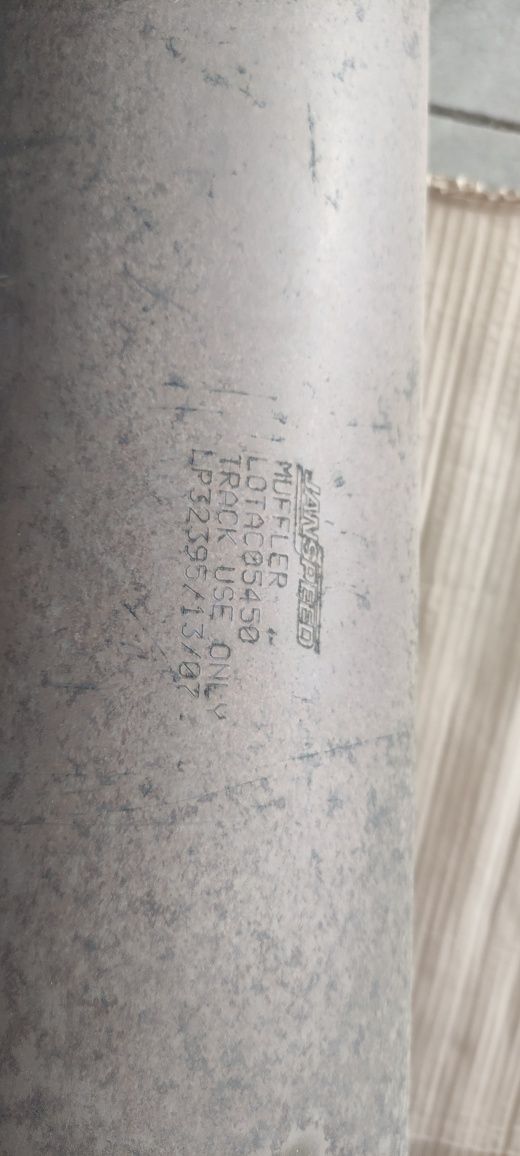 JANSPEED
MUFFLER
LOTAC05450
TRACK USE ONLY
LP32395/13/07